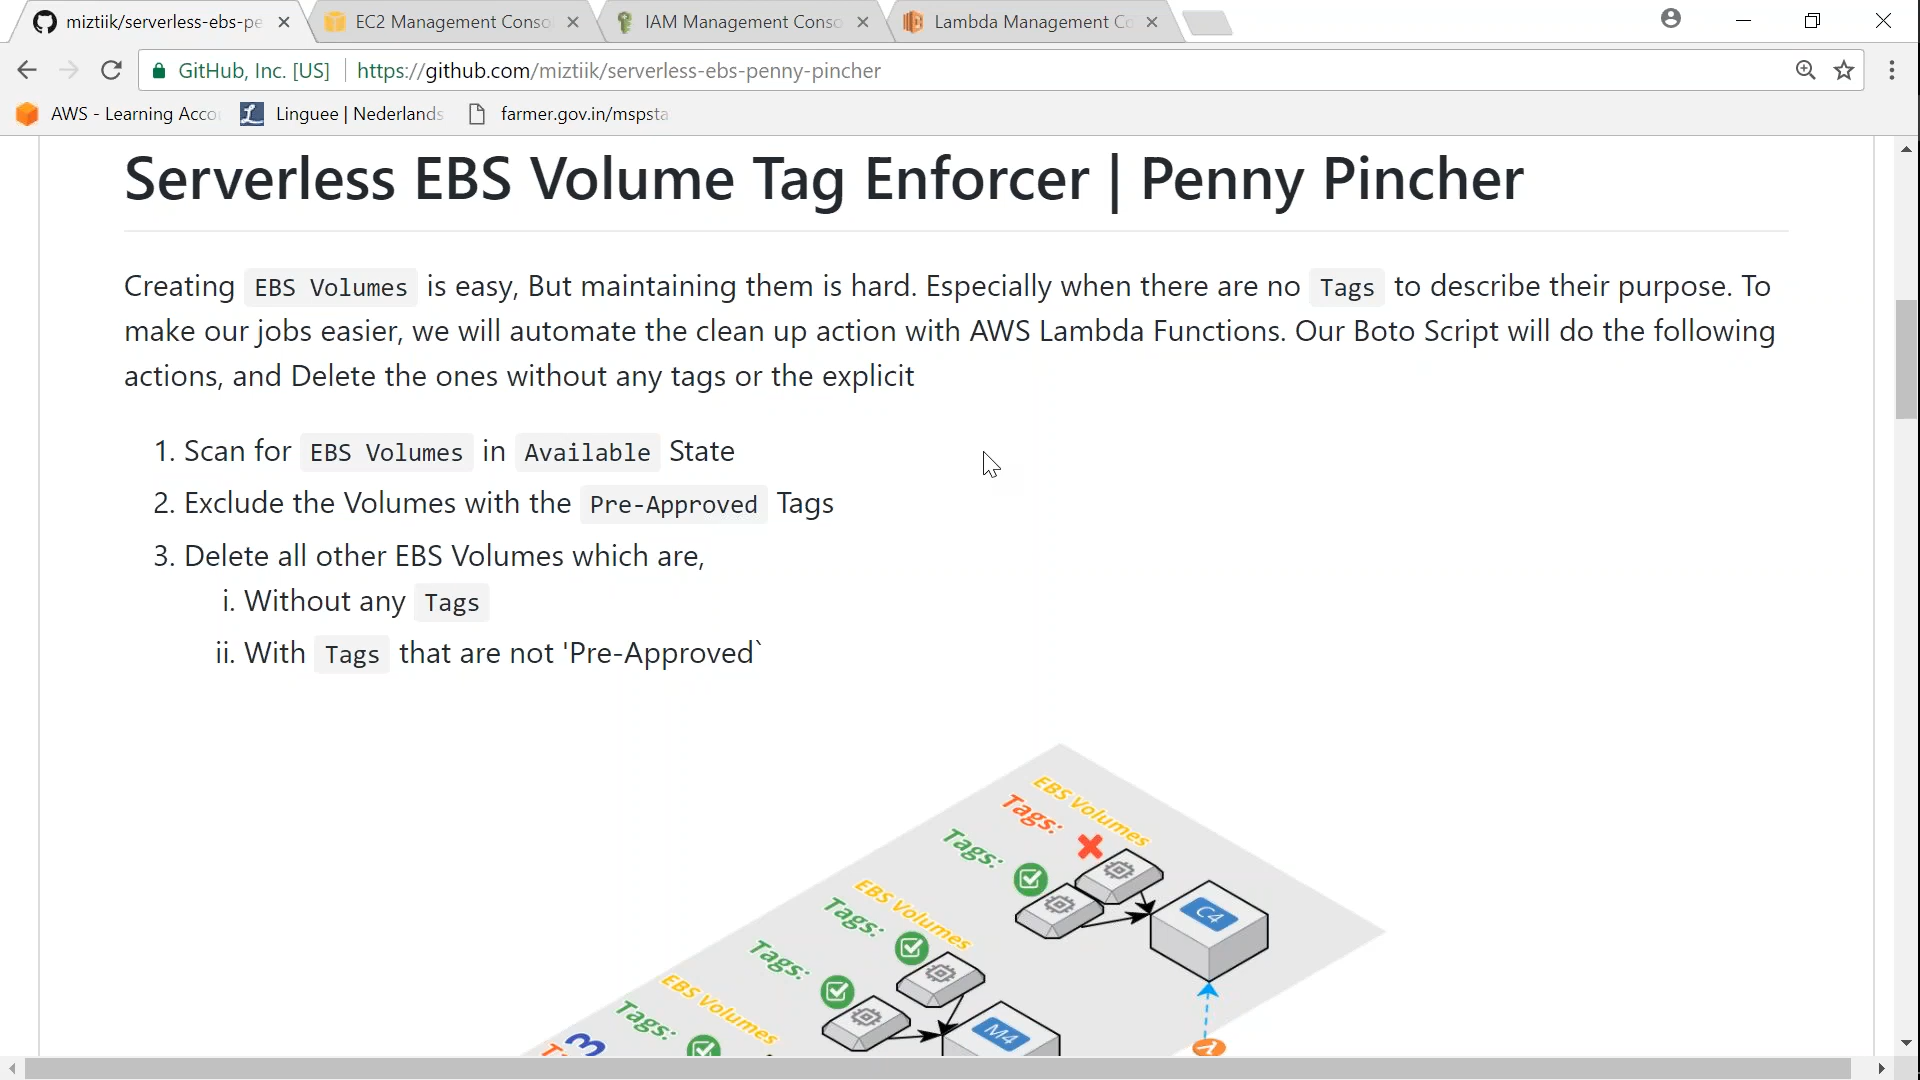 miztiik/serverless-ebs-pe
EC2 Management Conso
IAM Management Conso
Lambda Management Co
GitHub, Inc. [US]
https://github.com/miztiik/serverless-ebs-penny-pincher
AWS - Learning Acco
Linguee | Nederlands
farmer.gov.in/mspsta
Serverless EBS Volume Tag Enforcer | Penny Pincher
Creating EBS Volumes is easy, But maintaining them is hard. Especially when there are no Tags to describe their purpose. To
make our jobs easier, we will automate the clean up action with AWS Lambda Functions. Our Boto Script will do the following
actions, and Delete the ones without any tags or the explicit
1. Scan for EBS Volumes in Available State
2. Exclude the Volumes with the Pre-Approved Tags
3. Delete all other EBS Volumes which are,
i. Without any Tags
ii. With Tags that are not 'Pre-Approved`
EBS Volumes
Tags:
Tags:
C4
EBS Volumes
Tags:
Tags:
M4
EBS Volumes
Tags:
3